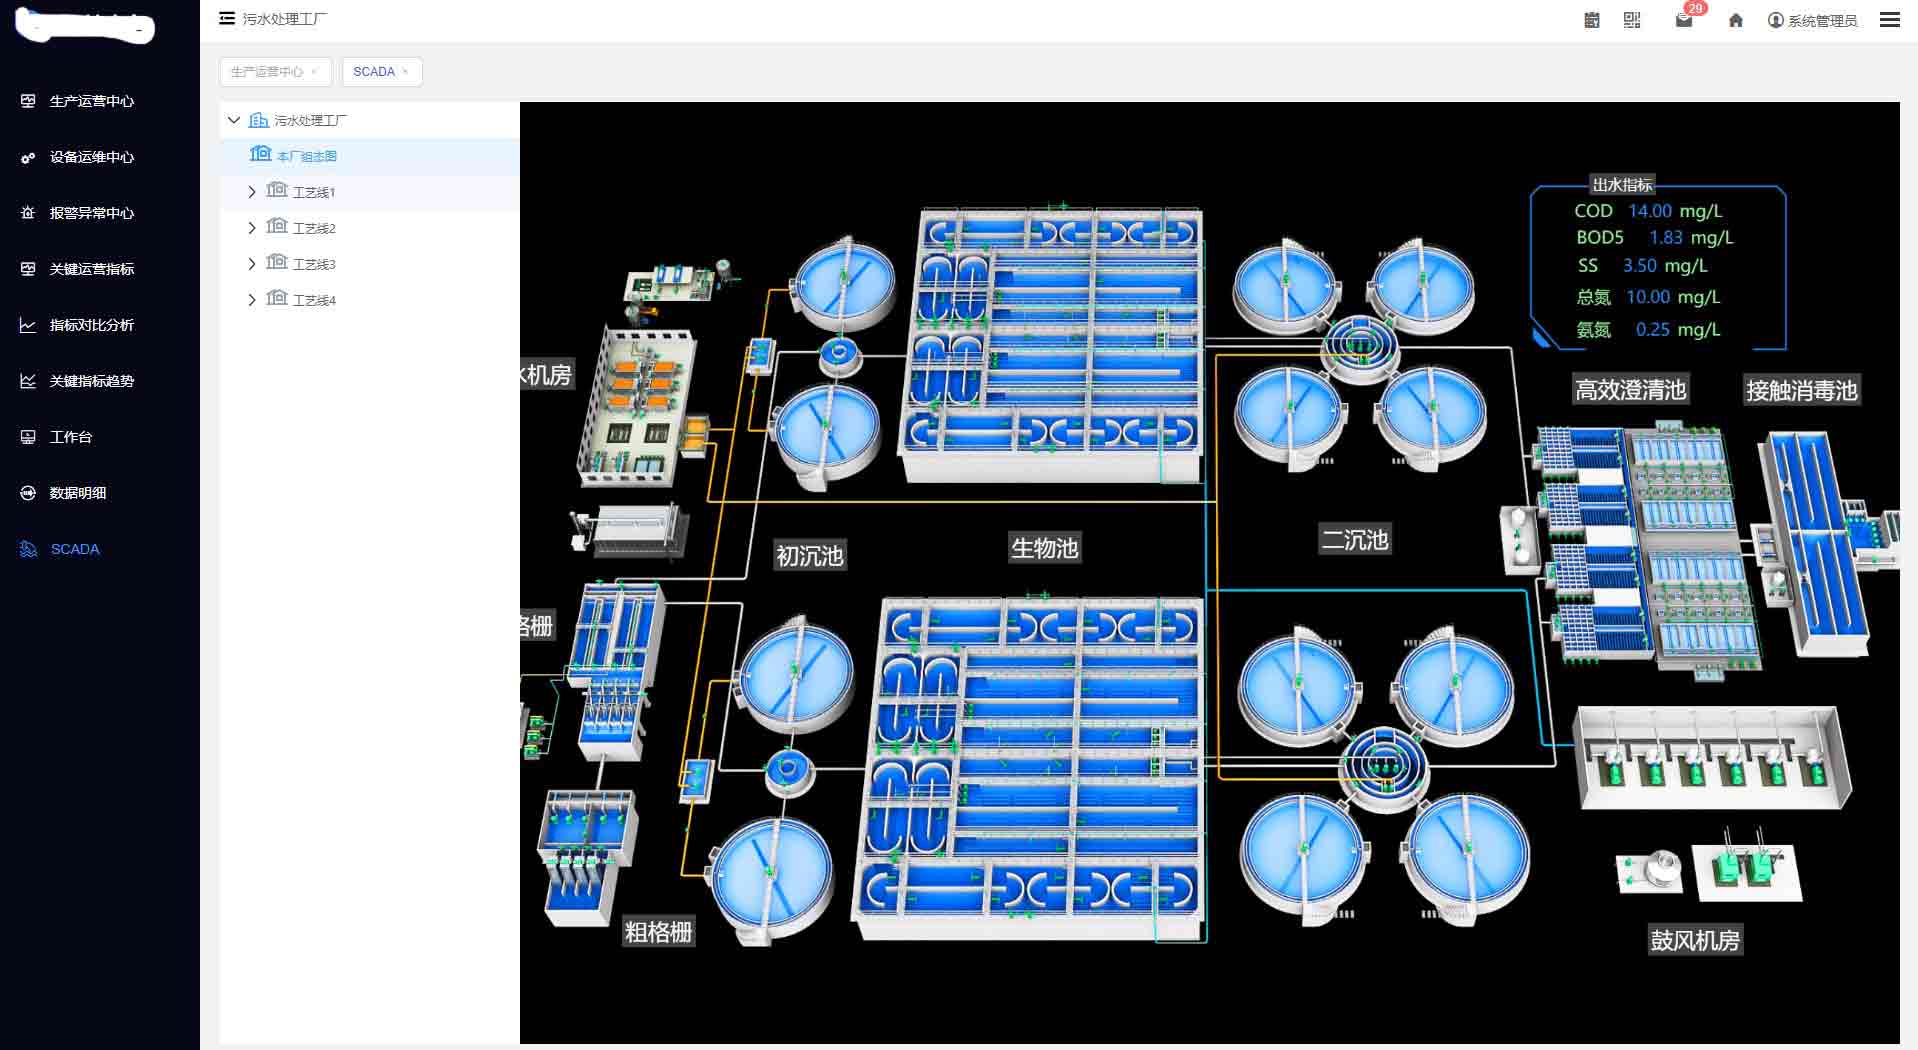 污水处理工厂
29
系统管理员
生产运营中心 ×
SCADA ×
生产运营中心
设备运维中心
报警异常中心
关键运营指标
指标对比分析
关键指标趋势
工作台
数据明细
SCADA
污水处理工厂
本厂组态图
工艺线1
工艺线2
工艺线3
工艺线4
出水指标
COD 14.00 mg/L
BOD5 1.83 mg/L
SS 3.50 mg/L
总氮 10.00 mg/L
氨氮 0.25 mg/L
水机房
高效澄清池
接触消毒池
初沉池
生物池
二沉池
格栅
粗格栅
鼓风机房